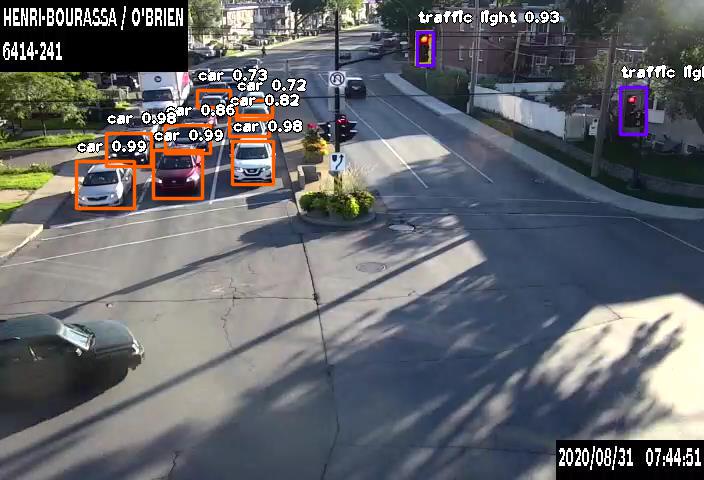 HENRI-BOURASSA / O'BRIEN
6414-241
traffic light 0.93
car 0.73
car 0.72
car 0.82
car 0.98
car 0.86
car 0.99
car 0.98
car 0.99
traffic lig
2020/08/31 07:44:51